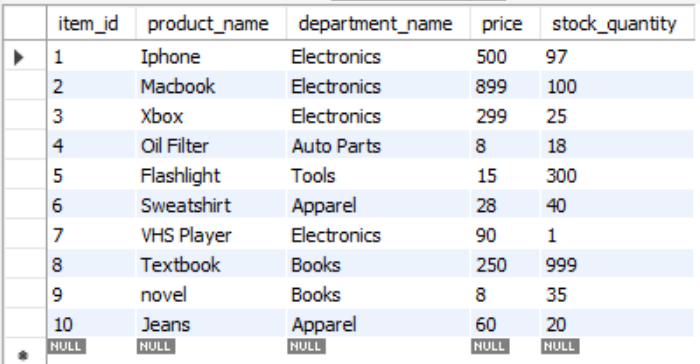 item_id product_name department_name price stock_quantity
1 Iphone Electronics 500 97
2 Macbook Electronics 899 100
3 Xbox Electronics 299 25
4 Oil Filter Auto Parts 8 18
5 Flashlight Tools 15 300
6 Sweatshirt Apparel 28 40
7 VHS Player Electronics 90 1
8 Textbook Books 250 999
9 novel Books 8 35
10 Jeans Apparel 60 20
NULL NULL NULL NULL NULL